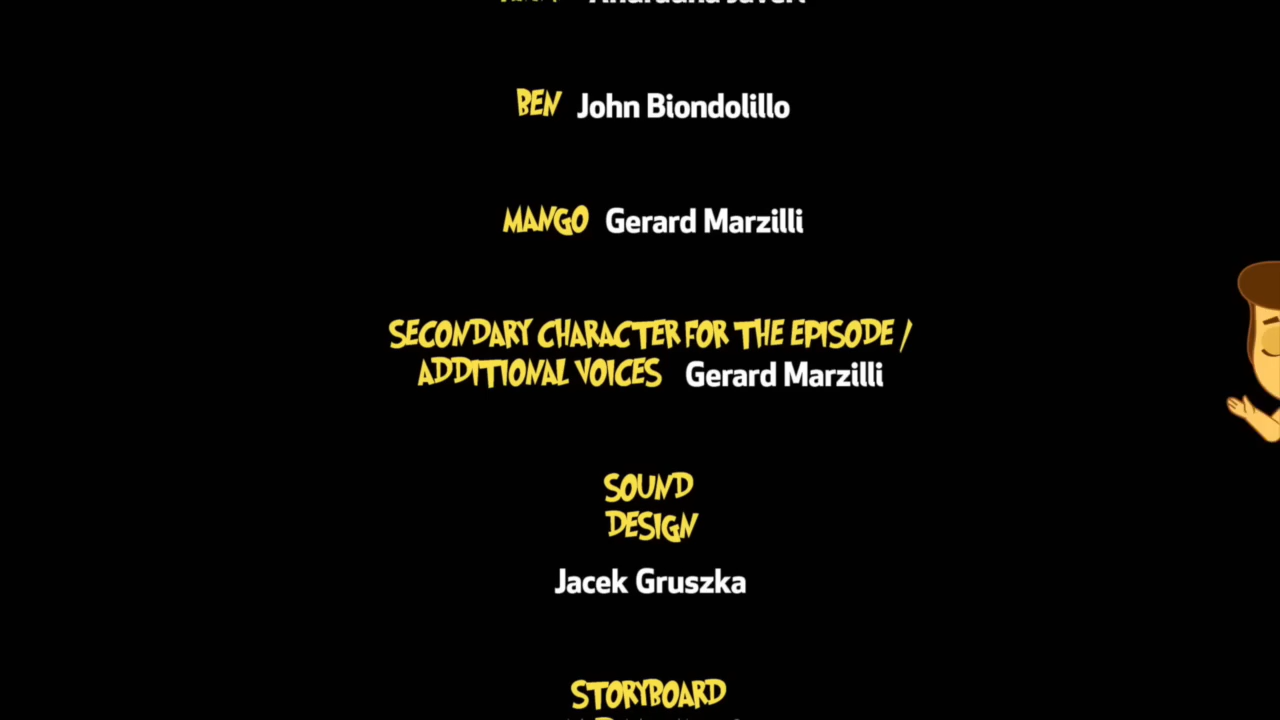 BEN John Biondolillo
MANGO Gerard Marzilli
SECONDARY CHARACTER FOR THE EPISODE /
ADDITIONAL VOICES Gerard Marzilli
SOUND
DESIGN
Jacek Gruszka
STORYBOARD